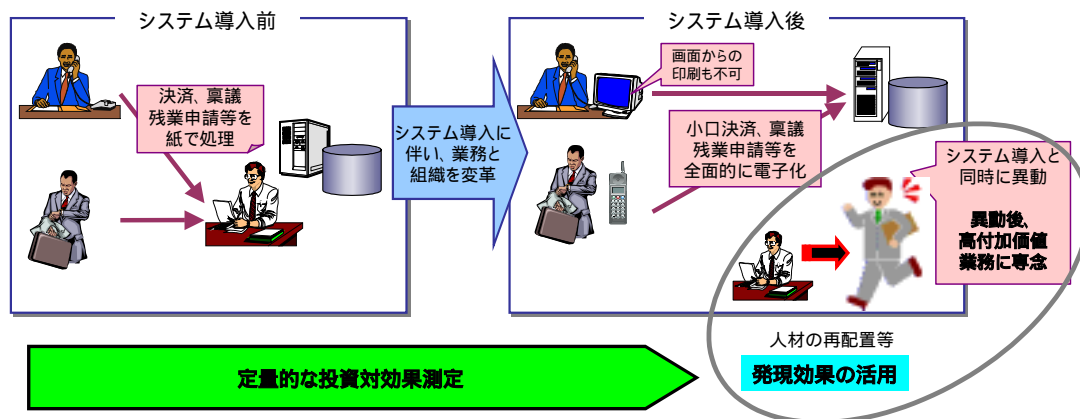 システム導入前
決済、稟議
残業申請等を
紙で処理
システム導入に
伴い、業務と
組織を変革
システム導入後
画面からの
印刷も不可
小口決済、稟議
残業申請等を
全面的に電子化
システム導入と
同時に異動
異動後、
高付加価値
業務に専念
人材の再配置等
定量的な投資対効果測定
発現効果の活用